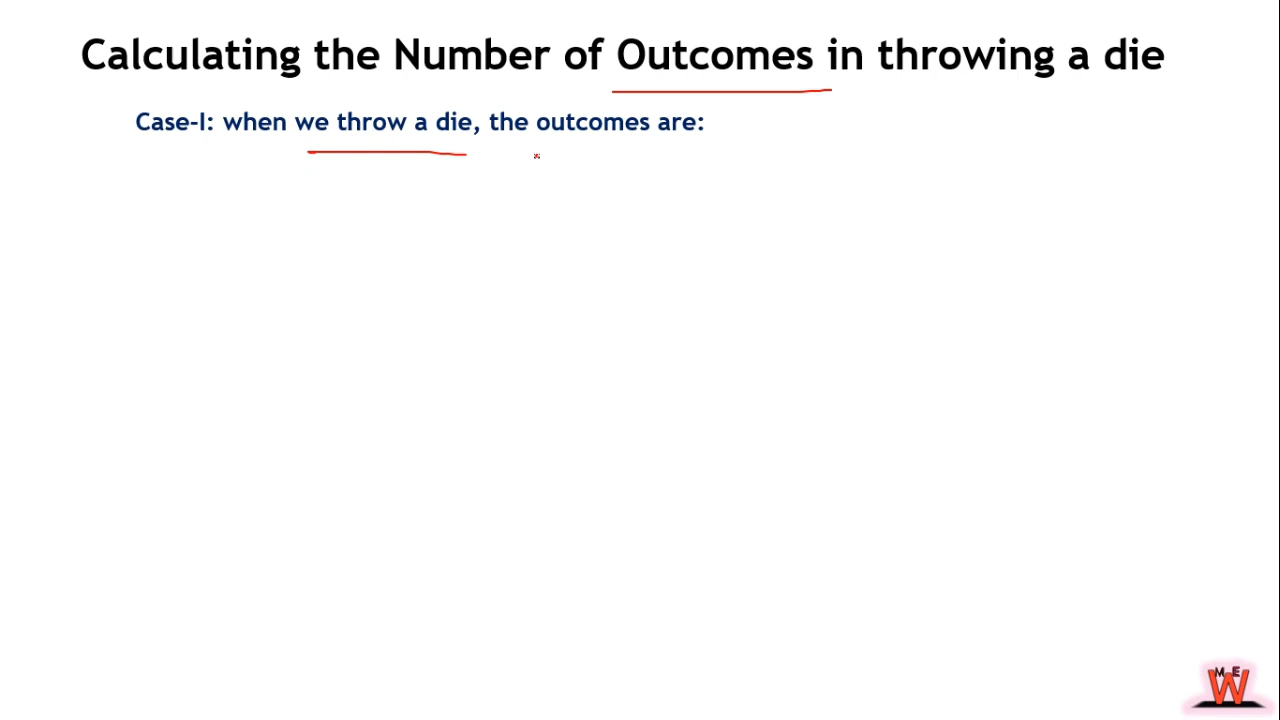 Calculating the Number of Outcomes in throwing a die
Case-I: when we throw a die, the outcomes are:
M E
W